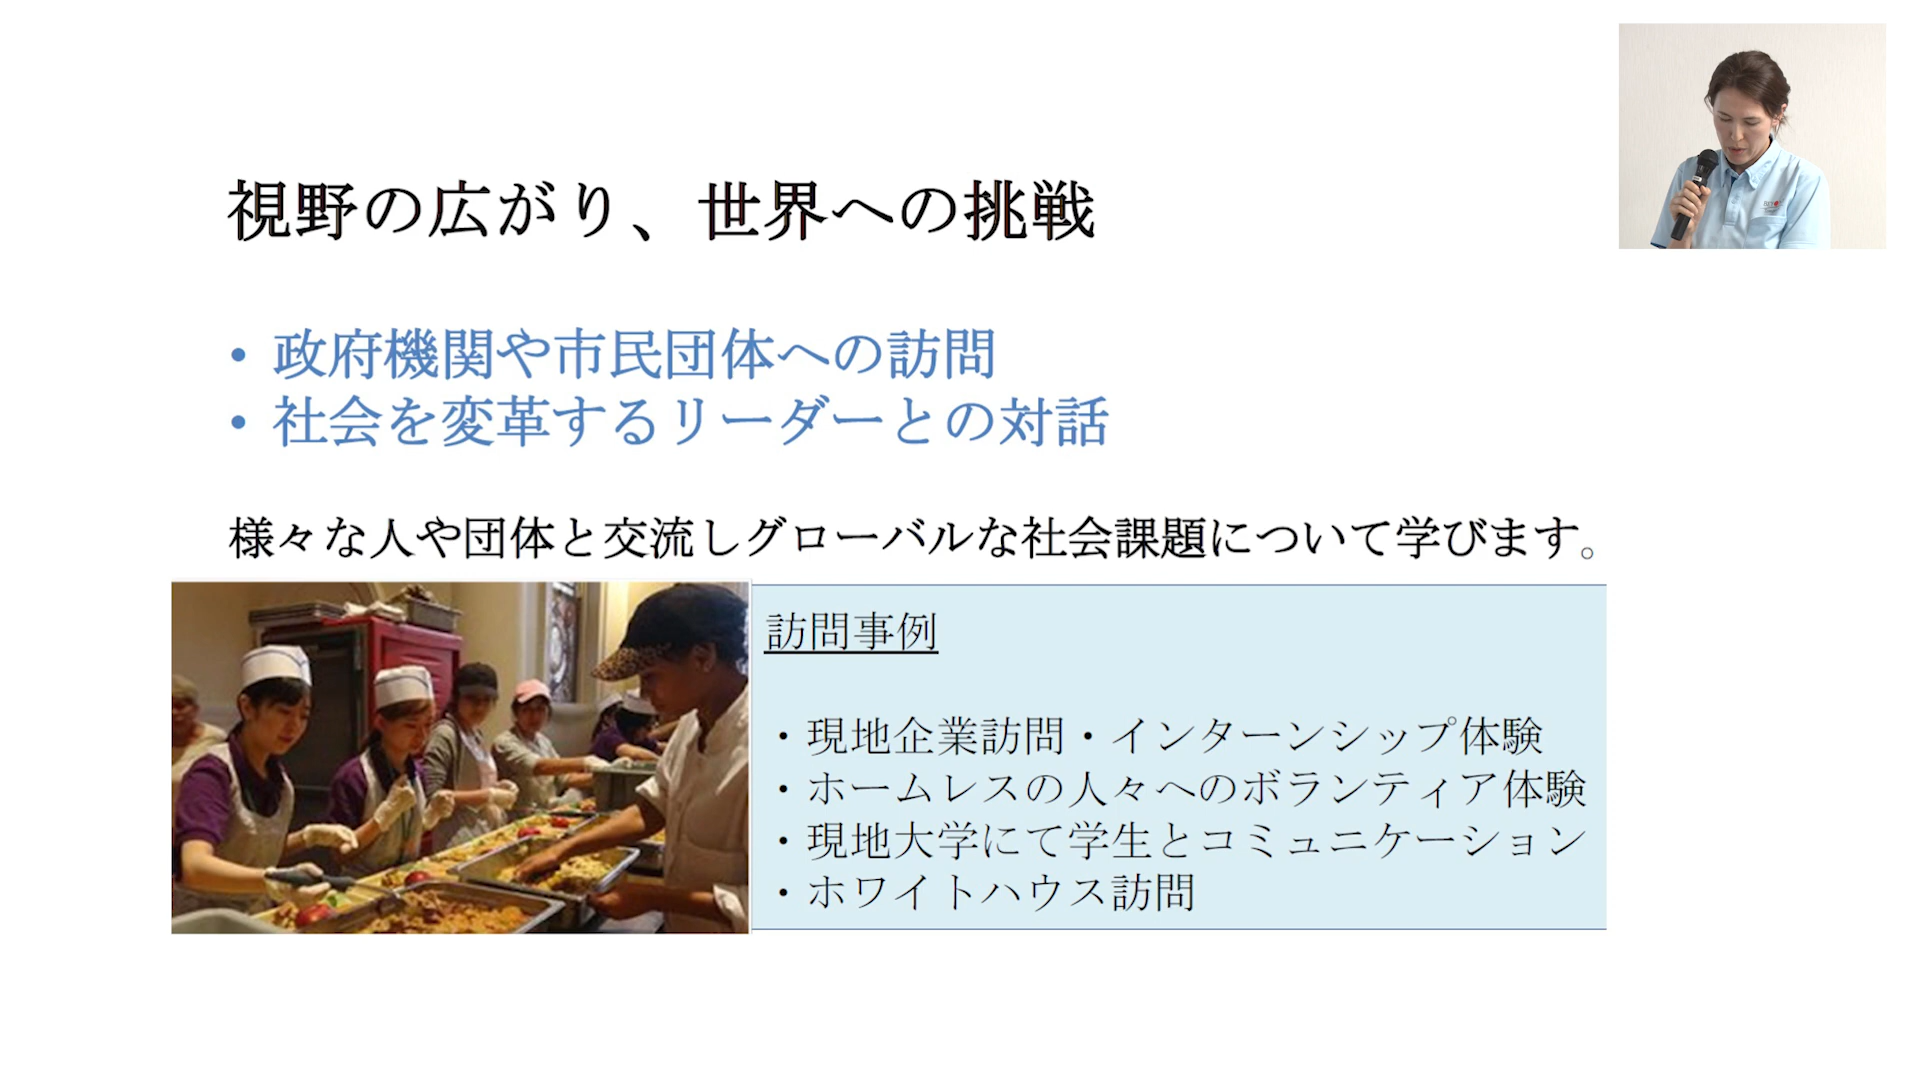 視野の広がり、世界への挑戦
• 政府機関や市民団体への訪問
• 社会を変革するリーダーとの対話
様々な人や団体と交流しグローバルな社会課題について学びます。
訪問事例
・現地企業訪問・インターンシップ体験
・ホームレスの人々へのボランティア体験
・現地大学にて学生とコミュニケーション
・ホワイトハウス訪問